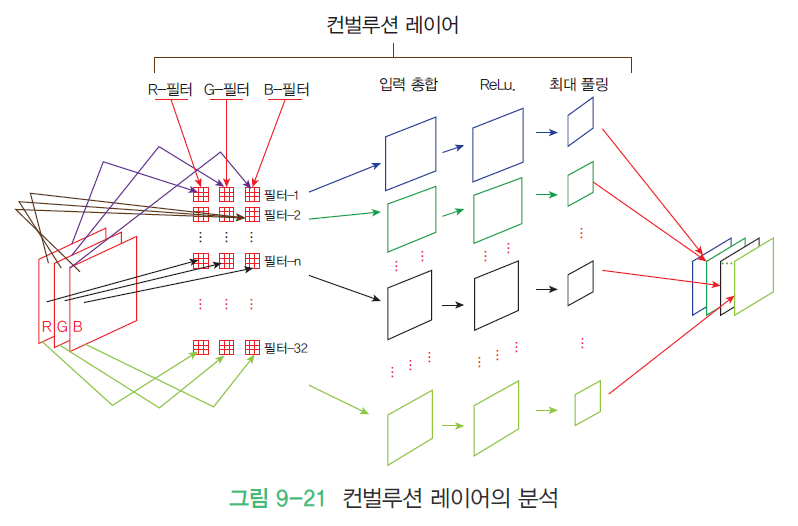 컨벌루션 레이어
R-필터 G-필터 B-필터
입력 총합 ReLu. 최대 풀링
필터-1
필터-2
필터-n
R G B
필터-32
그림 9-21 컨벌루션 레이어의 분석